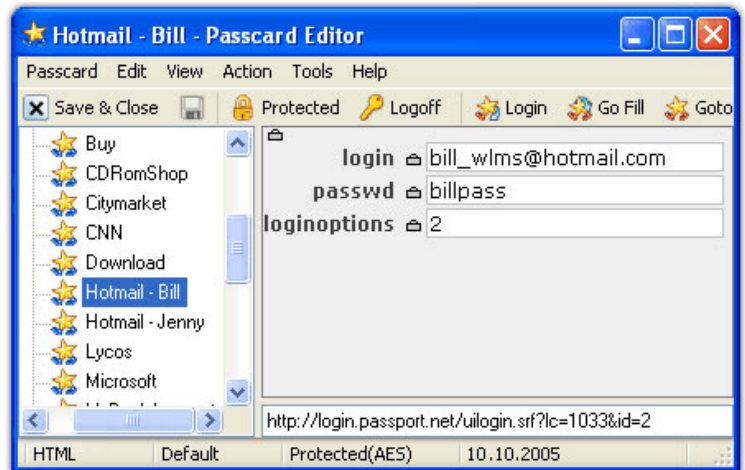 Hotmail - Bill - Passcard Editor
Passcard Edit View Action Tools Help
Save & Close Protected Logoff Login Go Fill Goto
Buy
CDRomShop
Citymarket
CNN
Download
Hotmail - Bill
Hotmail - Jenny
Lycos
Microsoft
login bill_wlms@hotmail.com
passwd billpass
loginoptions 2
http://login.passport.net/uilogin.srf?lc=1033&id=2
HTML Default Protected(AES) 10.10.2005